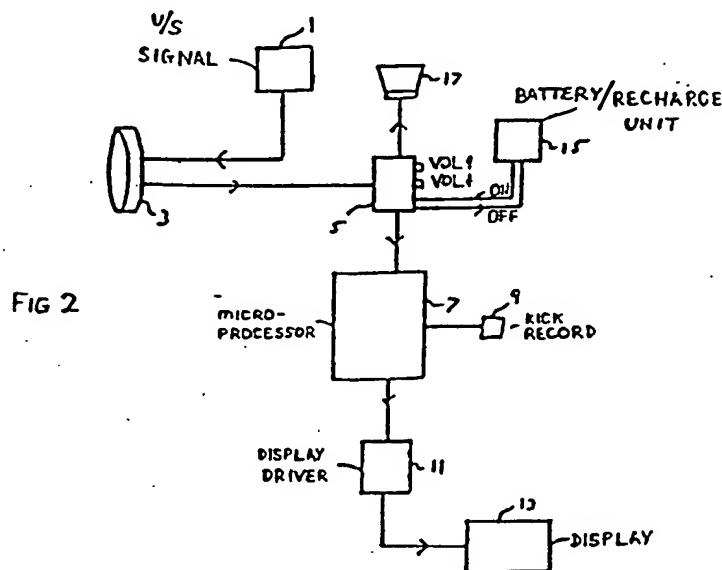 U/S
SIGNAL
1
17
BATTERY/RECHARGE
UNIT
15
3
VOL↑
VOL↓
ON
OFF
5
FIG 2
MICRO-
PROCESSOR
7
9
KICK
RECORD
DISPLAY
DRIVER
11
13
DISPLAY